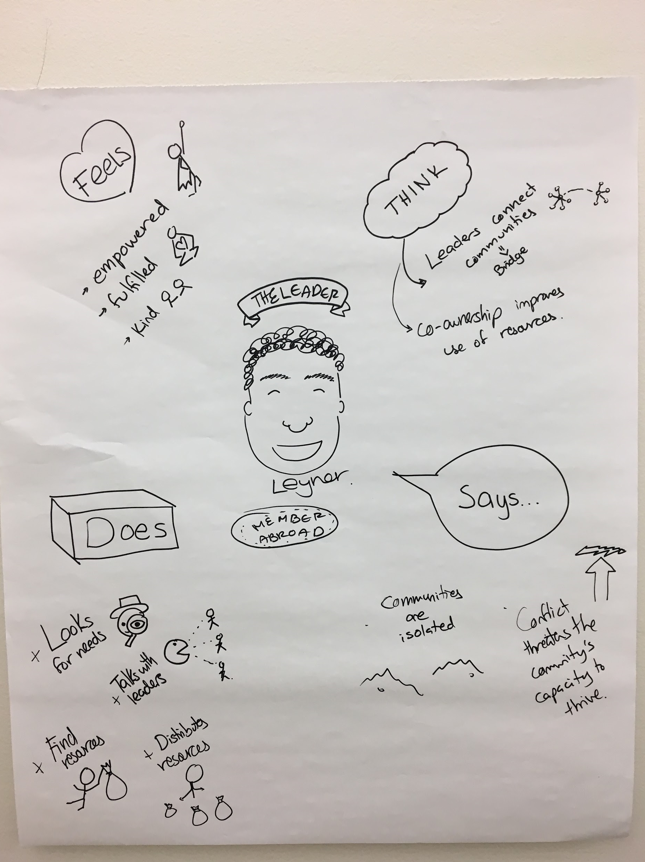 Feels
→ empowered
→ fulfilled
→ Kind
THINK
Leaders connect
communities
Bridge
Co-ownership improves
use of resources.
THE LEADER
Leyner.
MEMBER
ABROAD
Does
x Looks
for needs
+ Talks with
leaders
x Find
resources
+ Distributes
resources
Says...
Communities
are
isolated
Conflict
threatens the
community's
capacity to
thrive.